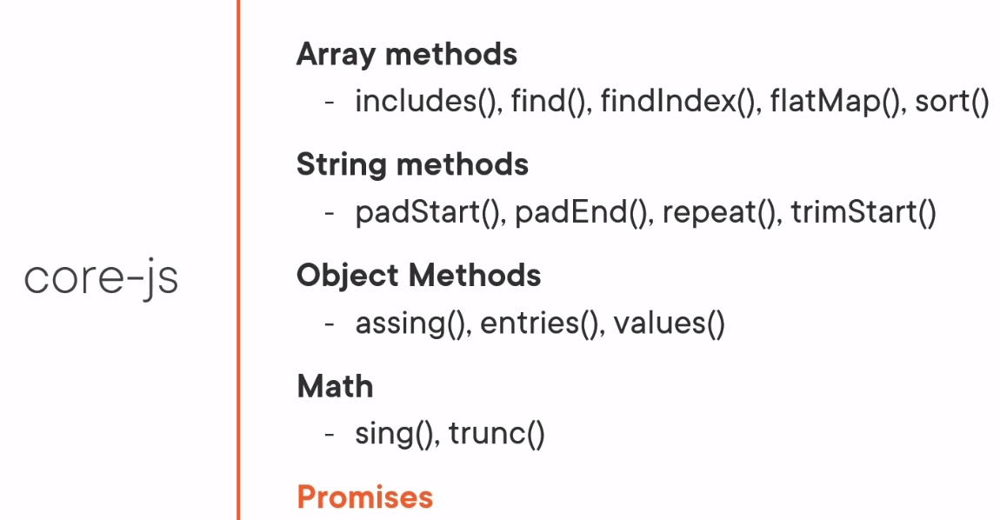 core-js
Array methods
- includes(), find(), findIndex(), flatMap(), sort()
String methods
- padStart(), padEnd(), repeat(), trimStart()
Object Methods
- assing(), entries(), values()
Math
- sing(), trunc()
Promises